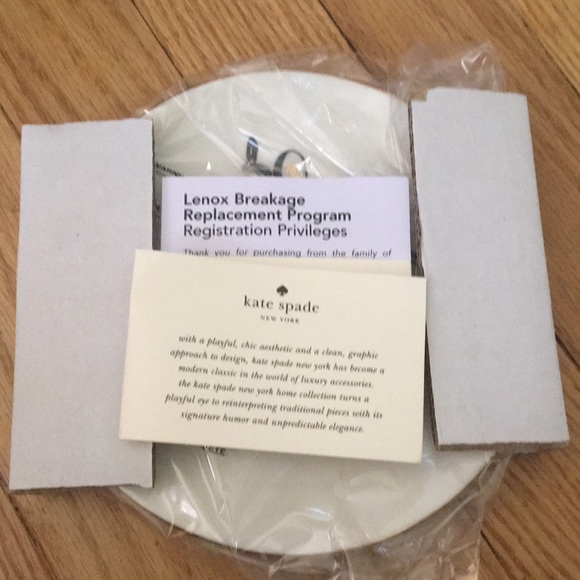 Lenox Breakage
Replacement Program
Registration Privileges
Thank you for purchasing from the family of
kate spade
NEW YORK
with a playful, chic aesthetic and a clean, graphic
approach to design, kate spade new york has become a
modern classic in the world of luxury accessories.
the kate spade new york home collection turns a
playful eye to reinterpreting traditional pieces with its
signature humor and unpredictable elegance.